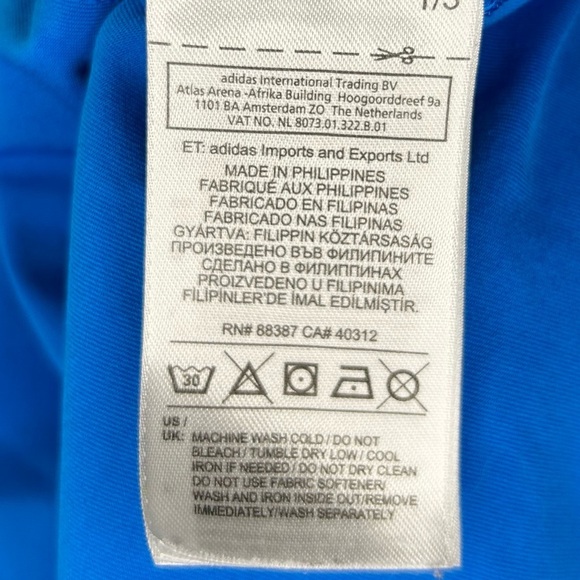 1/3
adidas International Trading BV
Atlas Arena -Afrika Building Hoogoorddreef 9a
1101 BA Amsterdam ZO The Netherlands
VAT NO. NL 8073.01.322.B.01
ET: adidas Imports and Exports Ltd
MADE IN PHILIPPINES
FABRIQUÉ AUX PHILIPPINES
FABRICADO EN FILIPINAS
FABRICADO NAS FILIPINAS
GYÁRTVA: FILIPPIN KÖZTÁRSASÁG
ПРОИЗВЕДЕНО ВЪВ ФИЛИПИНИТЕ
СДЕЛАНО В ФИЛИППИНАХ
PROIZVEDENO U FILIPINIMA
FİLİPİNLER'DE İMAL EDİLMİŞTİR.
RN# 88387 CA# 40312
30
US /
UK: MACHINE WASH COLD / DO NOT
BLEACH / TUMBLE DRY LOW / COOL
IRON IF NEEDED / DO NOT DRY CLEAN
DO NOT USE FABRIC SOFTENER/
WASH AND IRON INSIDE OUT/REMOVE
IMMEDIATELY/WASH SEPARATELY